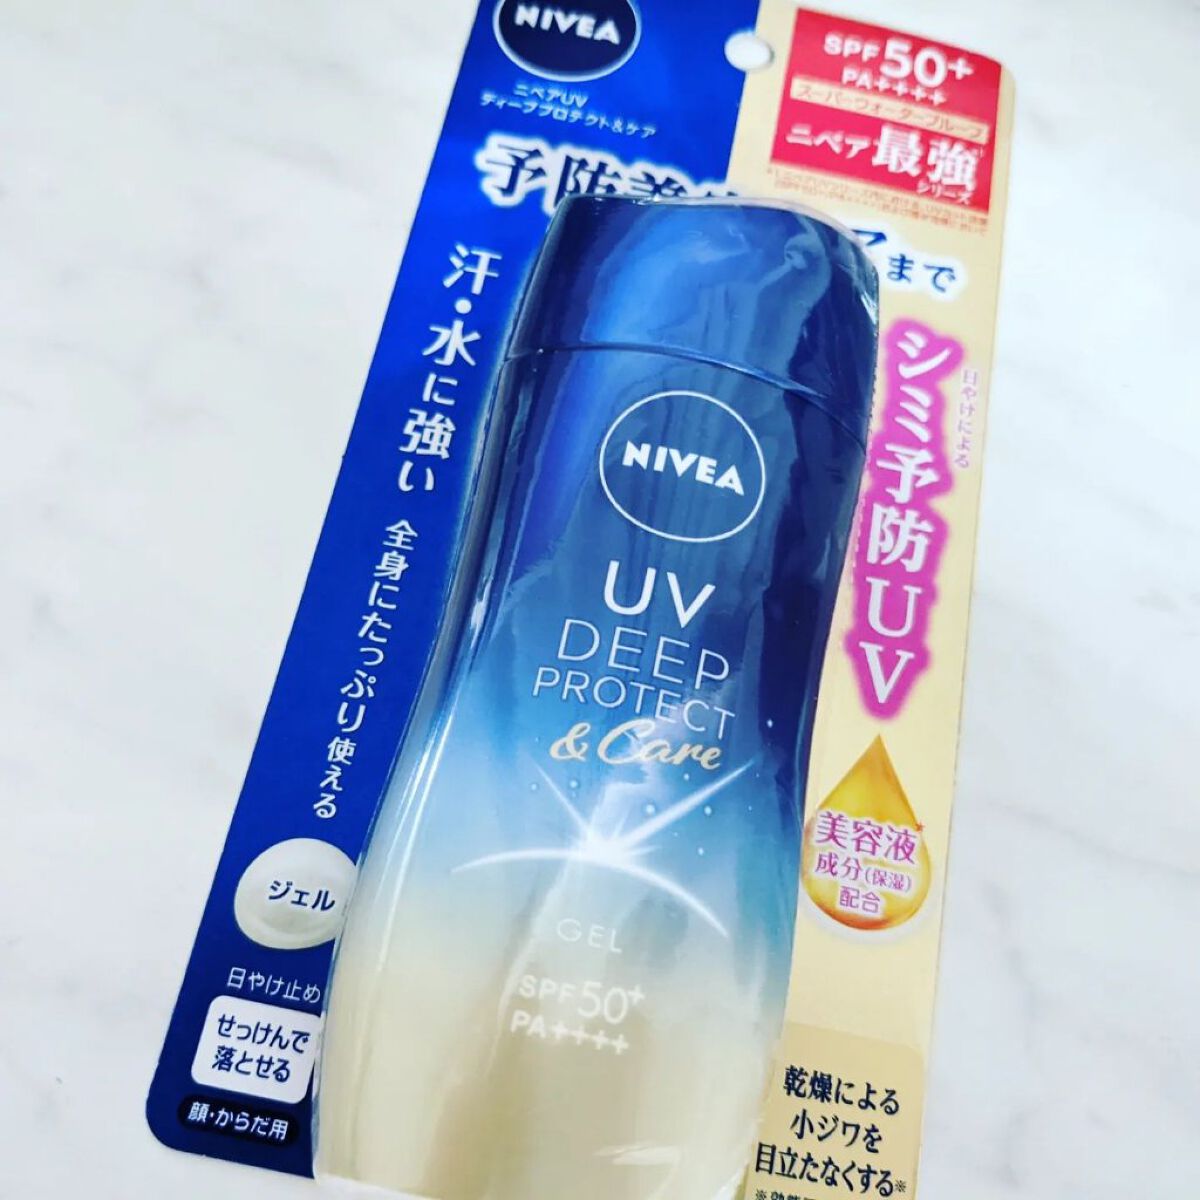 NIVEA
ニベアUV
ディーププロテクト&ケア
SPF50+
PA++++
スーパーウォータープルーフ
ニベア最強
シリーズ
予防美
まで
汗・水に強い
全身にたっぷり使える
日やけによる
シミ予防UV
NIVEA
UV
DEEP
PROTECT
& Care
GEL
SPF50+
PA++++
美容液
成分(保湿)
配合
ジェル
日やけ止め
せっけんで
落とせる
顔・からだ用
乾燥による
小ジワを
目立たなくする※